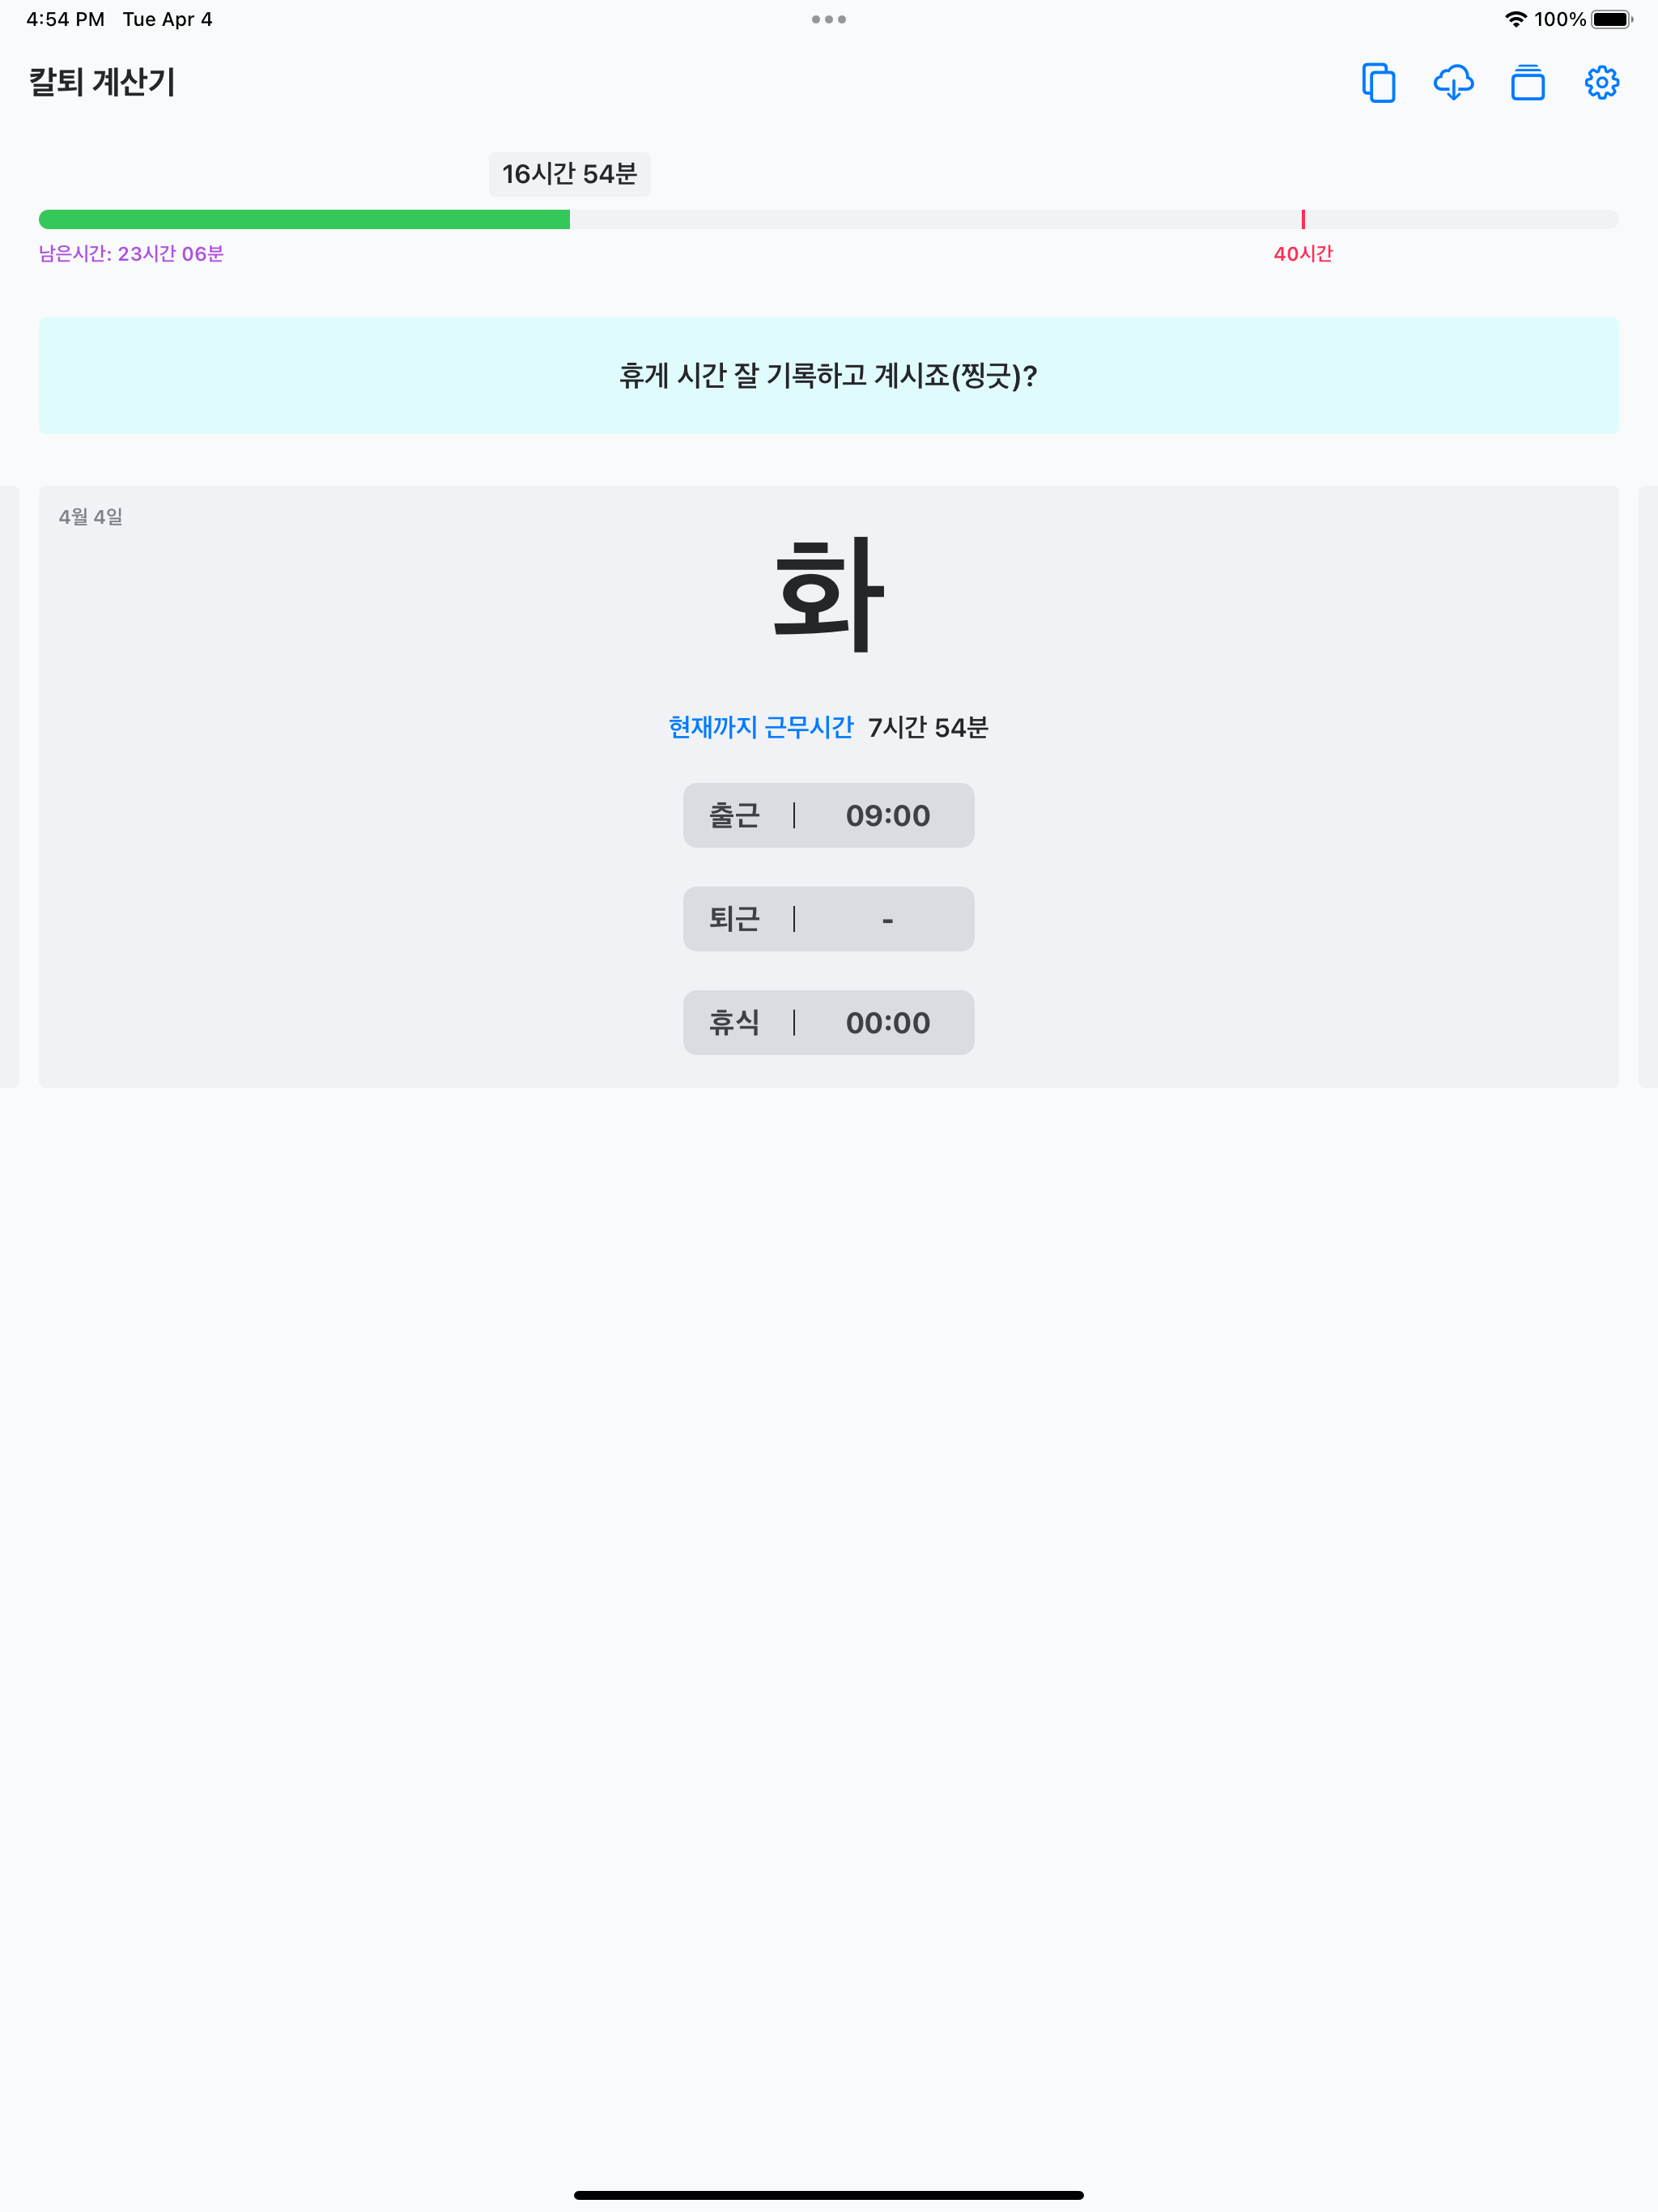 4:54 PM Tue Apr 4
100%
칼퇴 계산기
16시간 54분
남은시간: 23시간 06분
40시간
휴게 시간 잘 기록하고 계시죠(찡긋)?
4월 4일
화
현재까지 근무시간 7시간 54분
출근 | 09:00
퇴근 | -
휴식 | 00:00